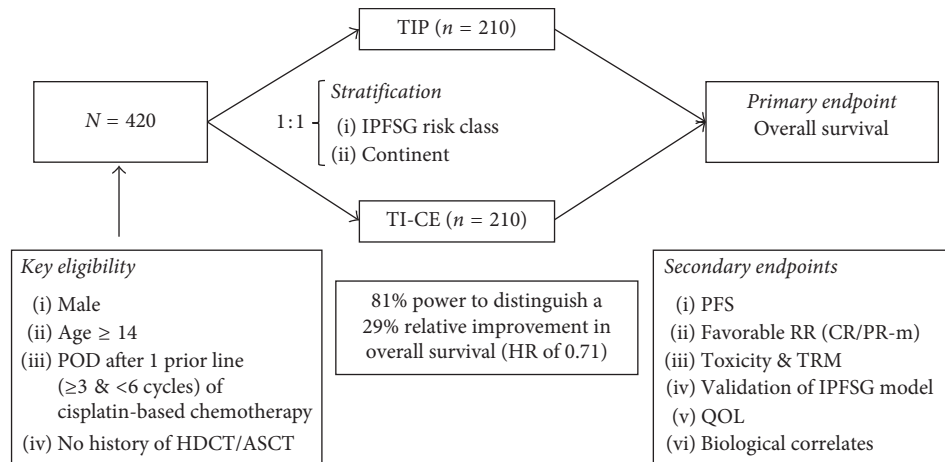 TIP (n = 210)
N = 420
1 : 1
Stratification
(i) IPFSG risk class
(ii) Continent
Primary endpoint
Overall survival
TI-CE (n = 210)
Key eligibility
(i) Male
(ii) Age ≥ 14
(iii) POD after 1 prior line
(≥3 & <6 cycles) of
cisplatin-based chemotherapy
(iv) No history of HDCT/ASCT
81% power to distinguish a
29% relative improvement in
overall survival (HR of 0.71)
Secondary endpoints
(i) PFS
(ii) Favorable RR (CR/PR-m)
(iii) Toxicity & TRM
(iv) Validation of IPFSG model
(v) QOL
(vi) Biological correlates